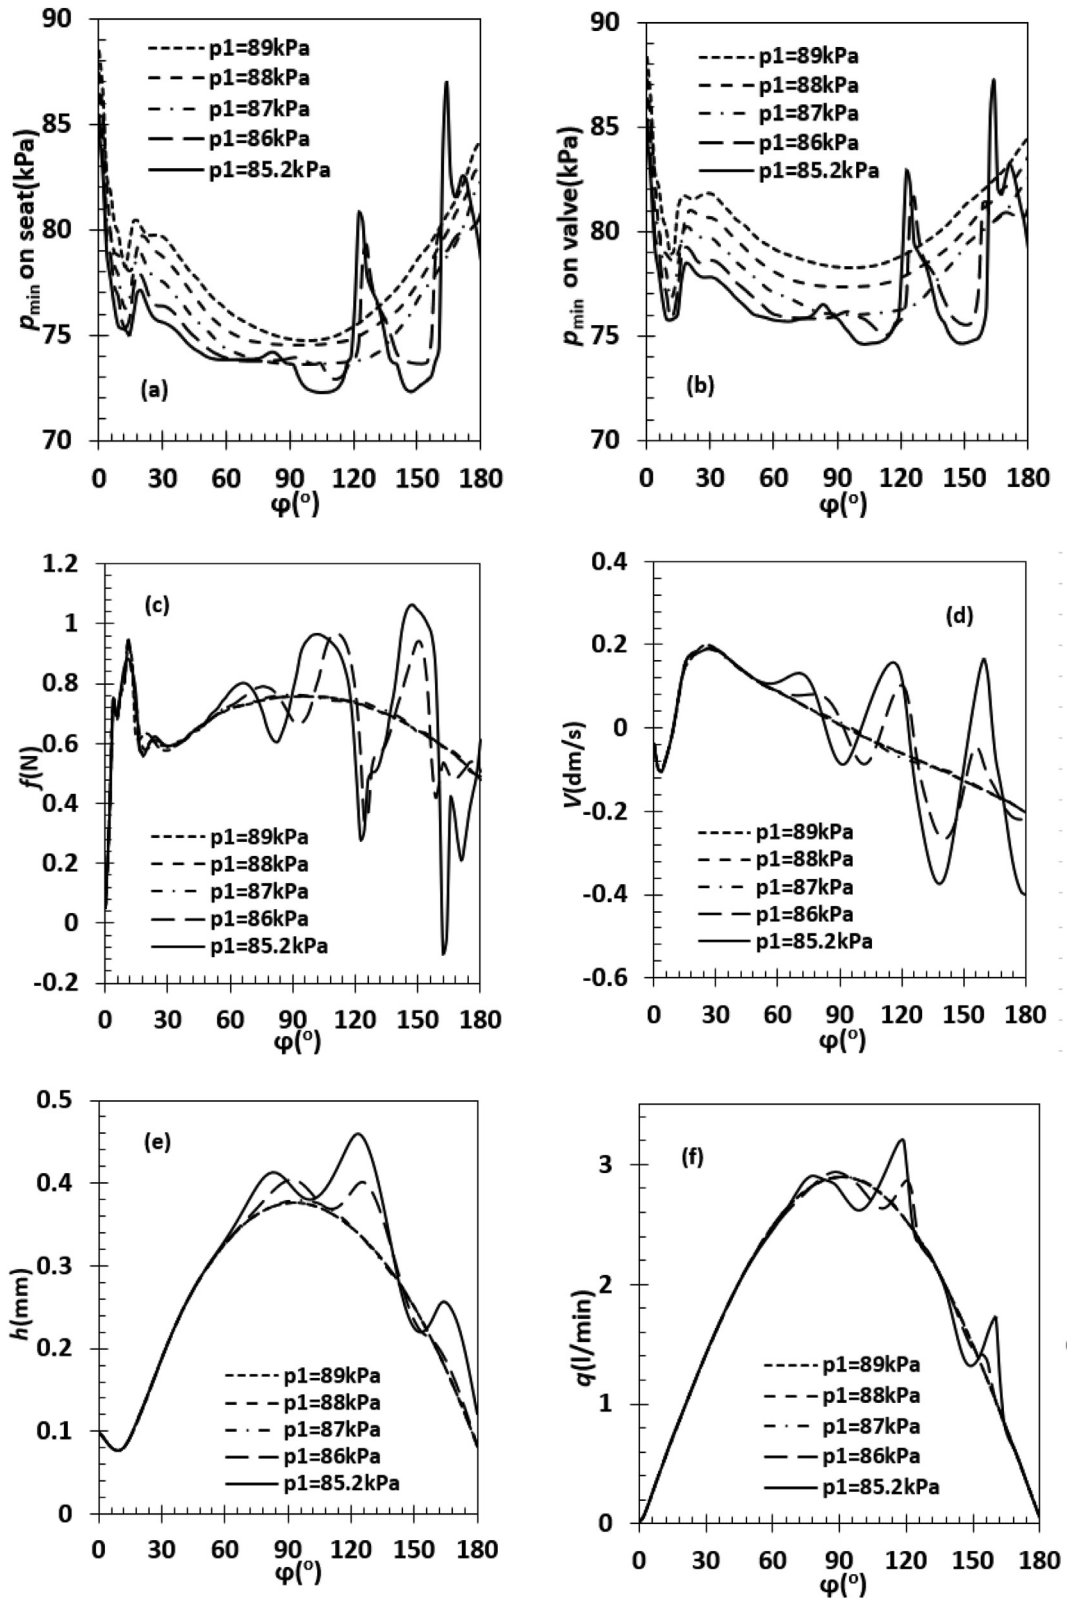 90
85
80
75
70
p_min on seat(kPa)
p1=89kPa
p1=88kPa
p1=87kPa
p1=86kPa
p1=85.2kPa
(a)
0 30 60 90 120 150 180
φ(°)
90
85
80
75
70
p_min on valve(kPa)
p1=89kPa
p1=88kPa
p1=87kPa
p1=86kPa
p1=85.2kPa
(b)
0 30 60 90 120 150 180
φ(°)
1.2
1
0.8
0.6
0.4
0.2
0
-0.2
f(N)
(c)
p1=89kPa
p1=88kPa
p1=87kPa
p1=86kPa
p1=85.2kPa
0 30 60 90 120 150 180
φ(°)
0.4
0.2
0
-0.2
-0.4
-0.6
V(dm/s)
(d)
p1=89kPa
p1=88kPa
p1=87kPa
p1=86kPa
p1=85.2kPa
0 30 60 90 120 150 180
φ(°)
0.5
0.4
0.3
0.2
0.1
0
h(mm)
(e)
p1=89kPa
p1=88kPa
p1=87kPa
p1=86kPa
p1=85.2kPa
0 30 60 90 120 150 180
φ(°)
3
2
1
0
q(l/min)
(f)
p1=89kPa
p1=88kPa
p1=87kPa
p1=86kPa
p1=85.2kPa
0 30 60 90 120 150 180
φ(°)